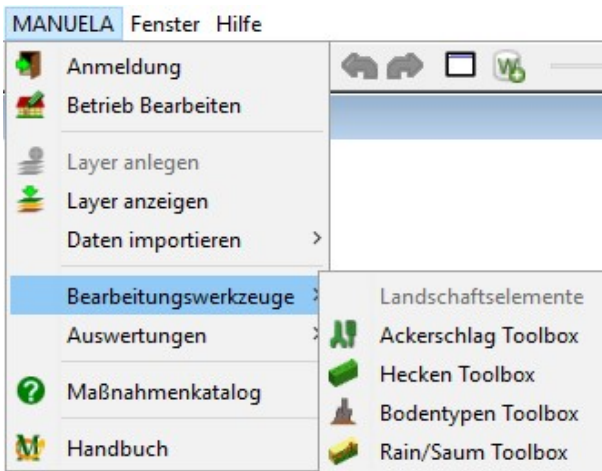 MANUELA Fenster Hilfe
Anmeldung
Betrieb Bearbeiten
Layer anlegen
Layer anzeigen
Daten importieren
Bearbeitungswerkzeuge
Auswertungen
Maßnahmenkatalog
Handbuch
Landschaftselemente
Ackerschlag Toolbox
Hecken Toolbox
Bodentypen Toolbox
Rain/Saum Toolbox